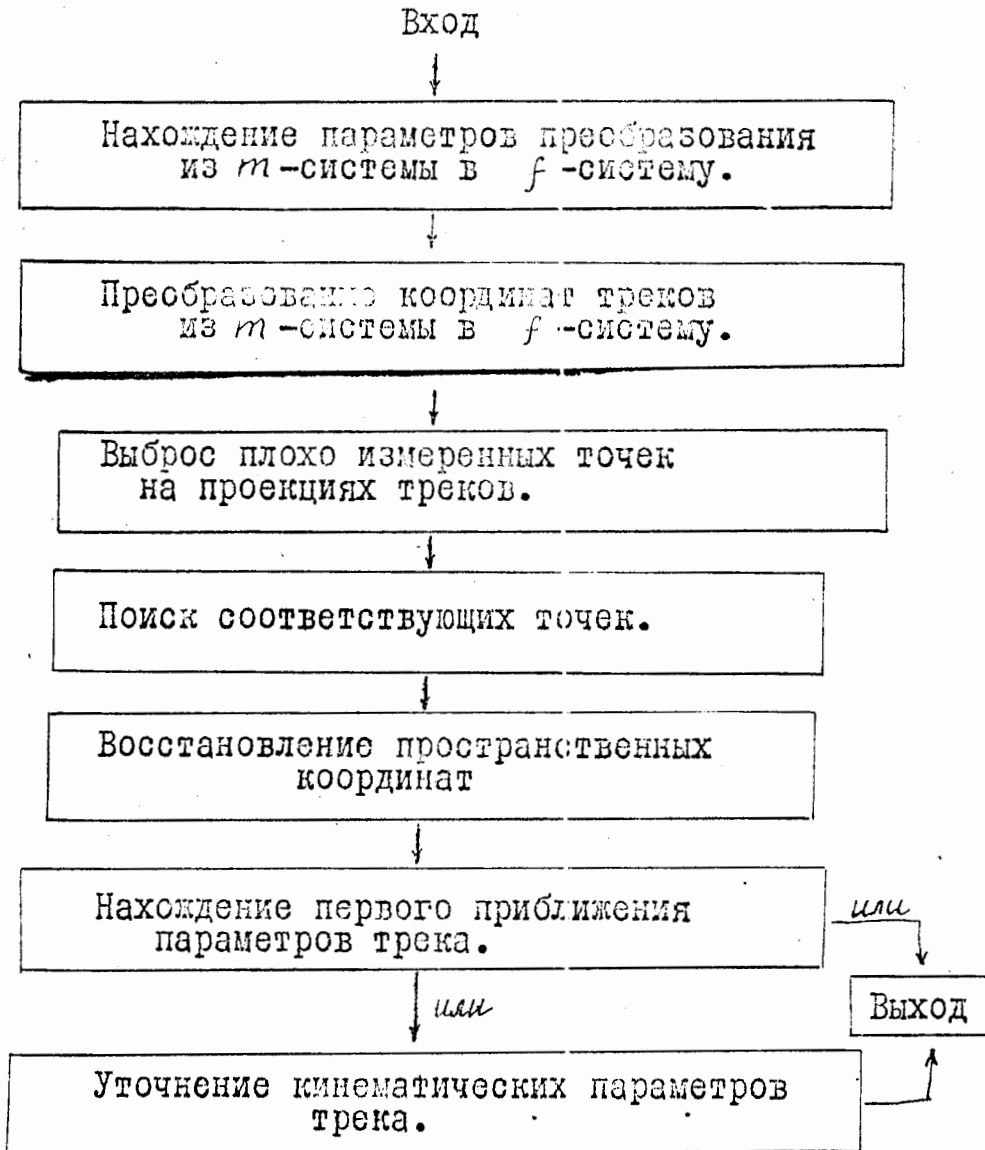 Вход
Нахождение параметров преобразования
из m-системы в f-систему.
Преобразование координат треков
из m-системы в f-систему.
Выброс плохо измеренных точек
на проекциях треков.
Поиск соответствующих точек.
Восстановление пространственных
координат
Нахождение первого приближения
параметров трека.
или
или
Выход
Уточнение кинематических параметров
трека.